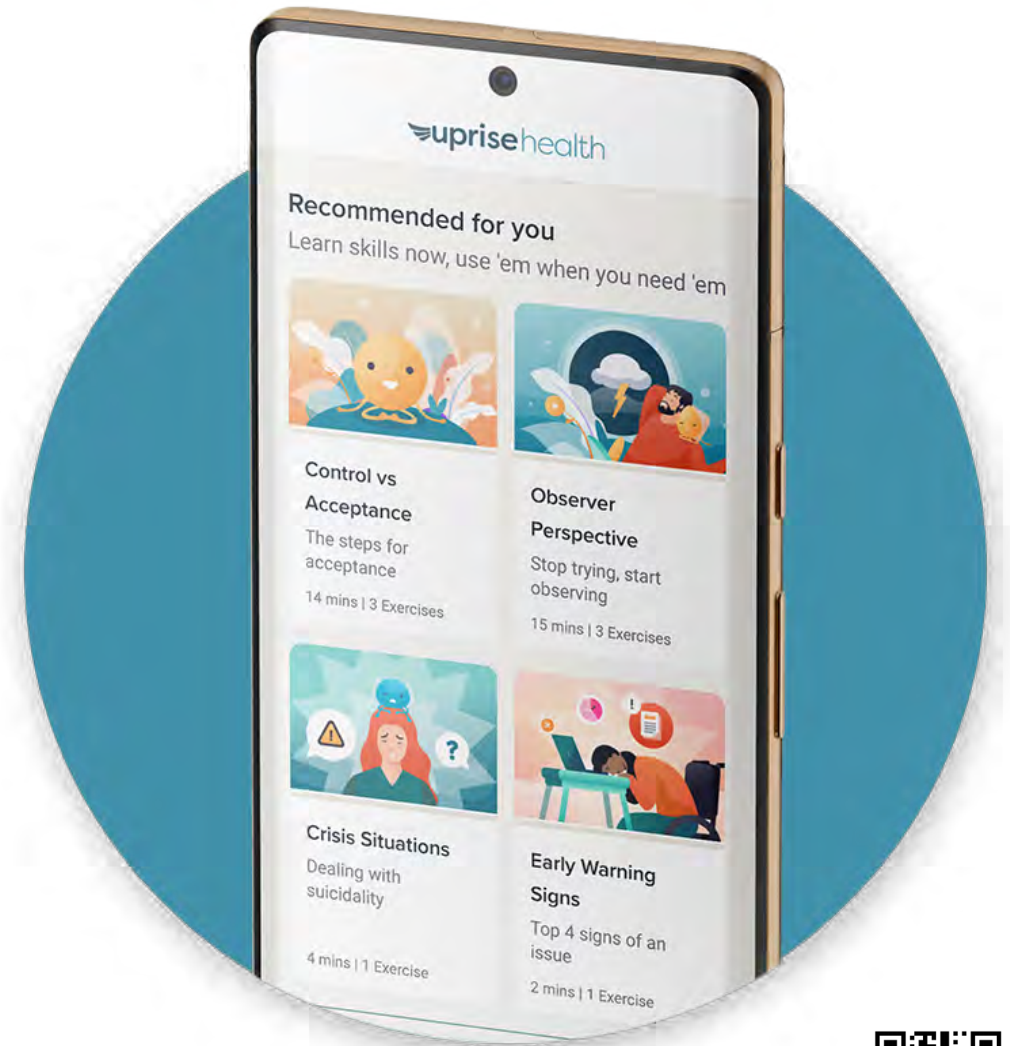 uprisehealth
Recommended for you
Learn skills now, use 'em when you need 'em
Control vs
Acceptance
The steps for
acceptance
14 mins | 3 Exercises
Observer
Perspective
Stop trying, start
observing
15 mins | 3 Exercises
!
?
Crisis Situations
Dealing with
suicidality
4 mins | 1 Exercise
!
Early Warning
Signs
Top 4 signs of an
issue
2 mins | 1 Exercise